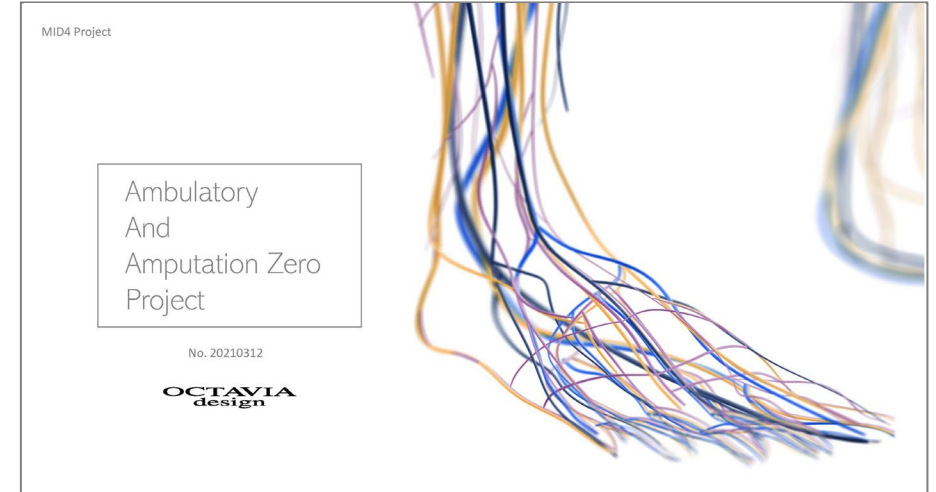 MID4 Project
Ambulatory
And
Amputation Zero
Project
No. 20210312
OCTAVIA
design